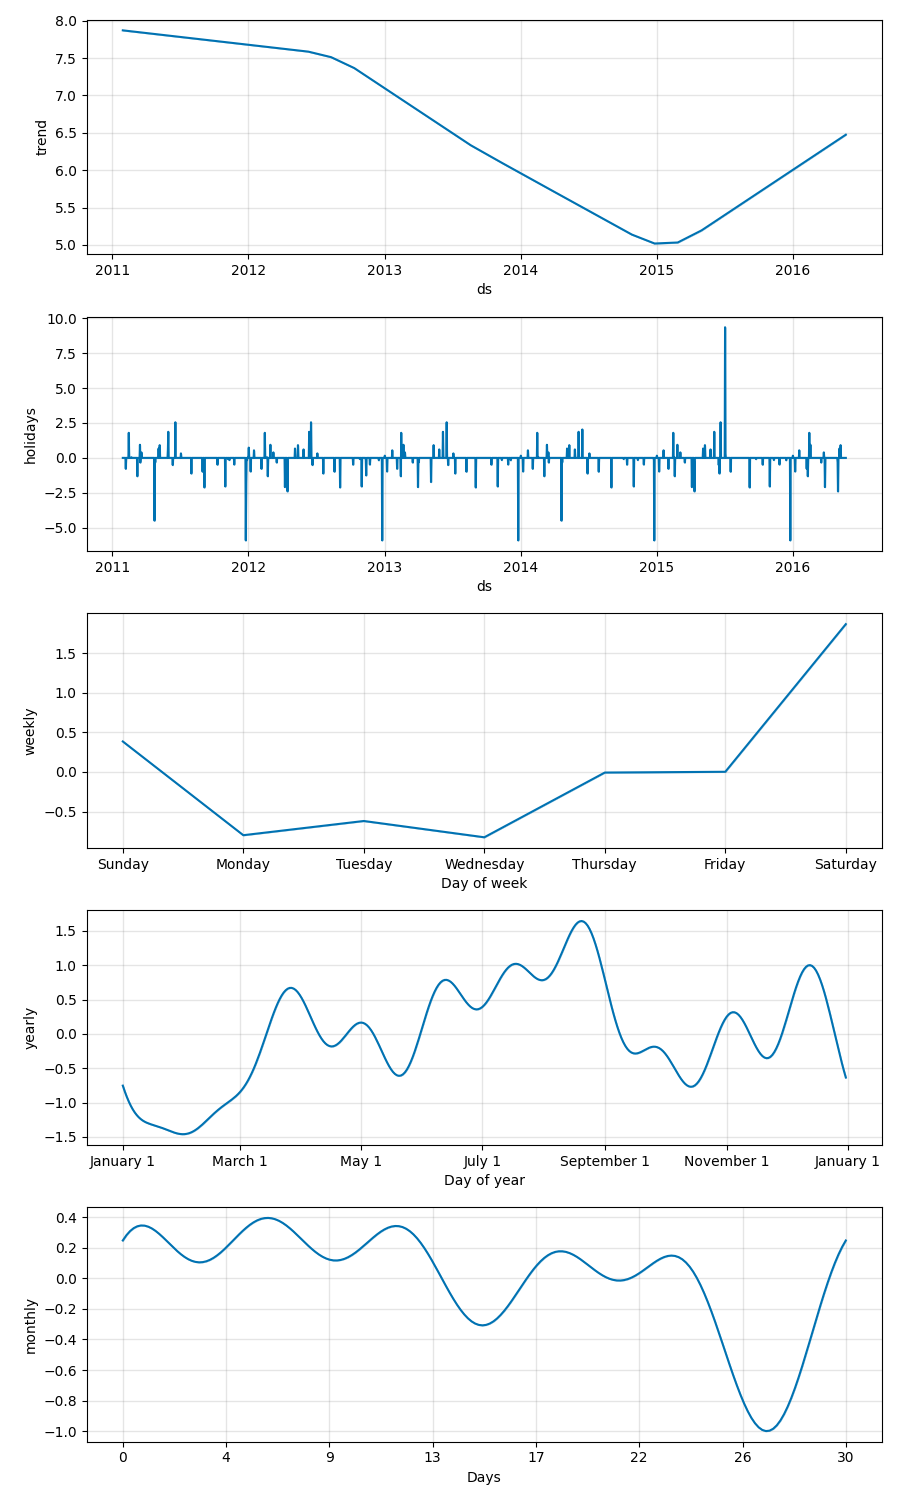 8.0
7.5
7.0
6.5
6.0
5.5
5.0
trend
2011 2012 2013 2014 2015 2016
ds
10.0
7.5
5.0
2.5
0.0
−2.5
−5.0
holidays
2011 2012 2013 2014 2015 2016
ds
1.5
1.0
0.5
0.0
−0.5
weekly
Sunday Monday Tuesday Wednesday Thursday Friday Saturday
Day of week
1.5
1.0
0.5
0.0
−0.5
−1.0
−1.5
yearly
January 1 March 1 May 1 July 1 September 1 November 1 January 1
Day of year
0.4
0.2
0.0
−0.2
−0.4
−0.6
−0.8
−1.0
monthly
0 4 9 13 17 22 26 30
Days